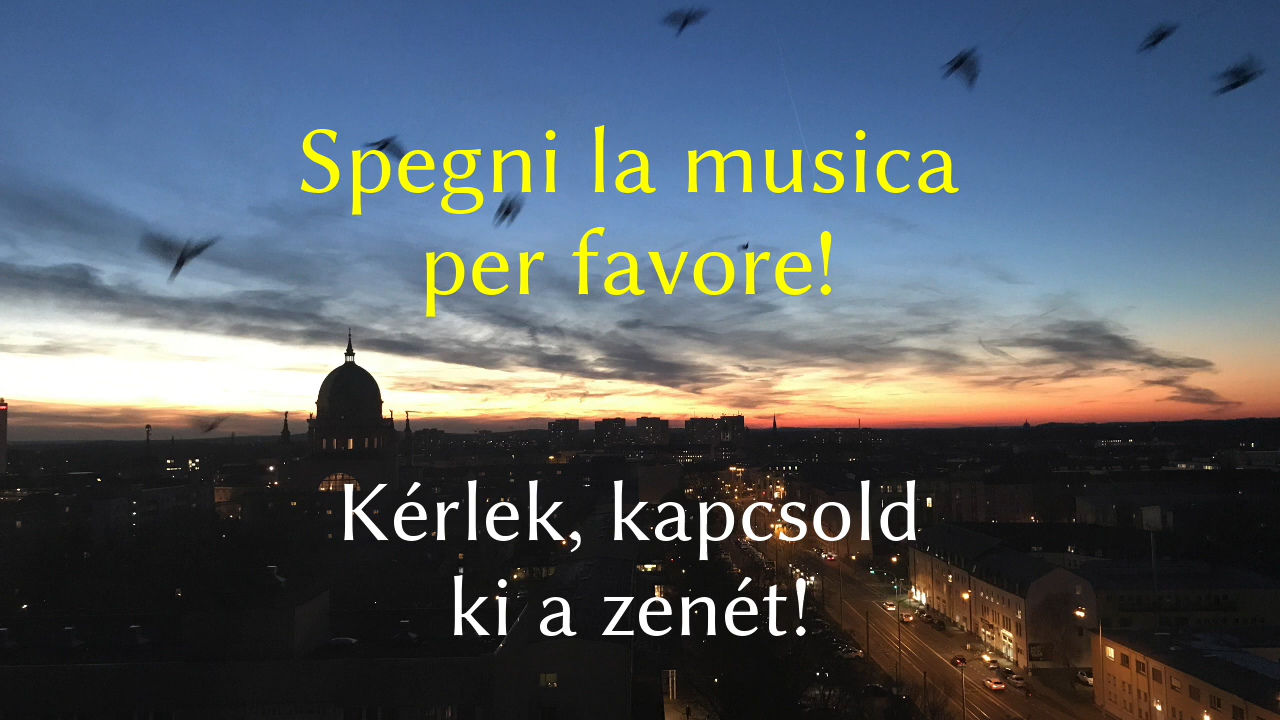 Spegni la musica
per favore!
Kérlek, kapcsold
ki a zenét!